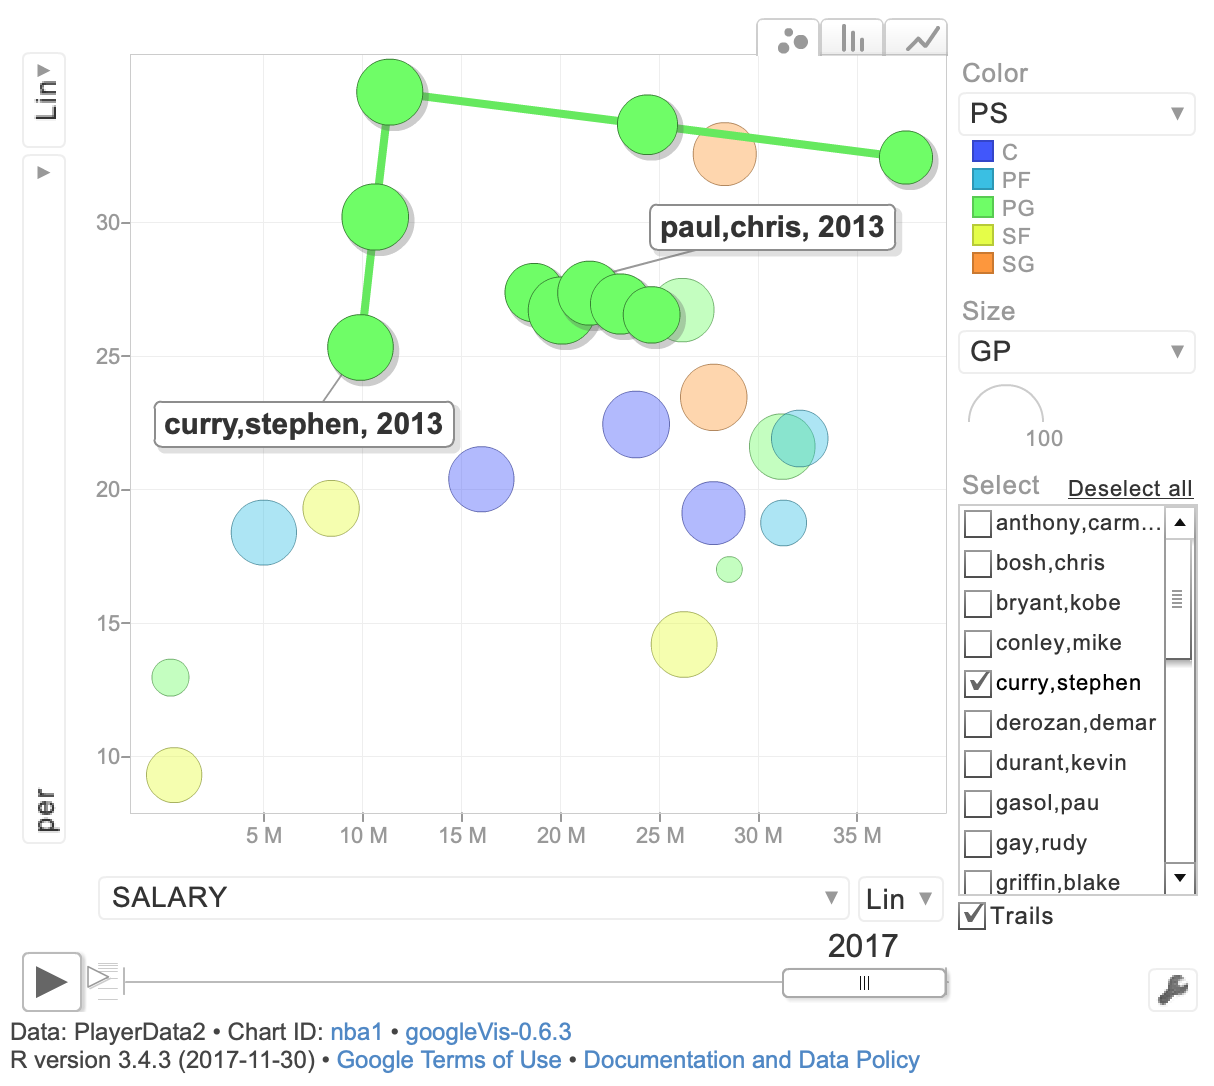 Color
Lin
PS
C
PF
PG
SF
SG
30
paul,chris, 2013
Size
GP
100
25
curry,stephen, 2013
Select
Deselect all
20
anthony,carm...
bosh,chris
bryant,kobe
conley,mike
curry,stephen
derozan,demar
durant,kevin
gasol,pau
gay,rudy
griffin,blake
15
10
per
5 M
10 M
15 M
20 M
25 M
30 M
35 M
SALARY
Lin
Trails
2017
Data: PlayerData2 • Chart ID: nba1 • googleVis-0.6.3
R version 3.4.3 (2017-11-30) • Google Terms of Use • Documentation and Data Policy